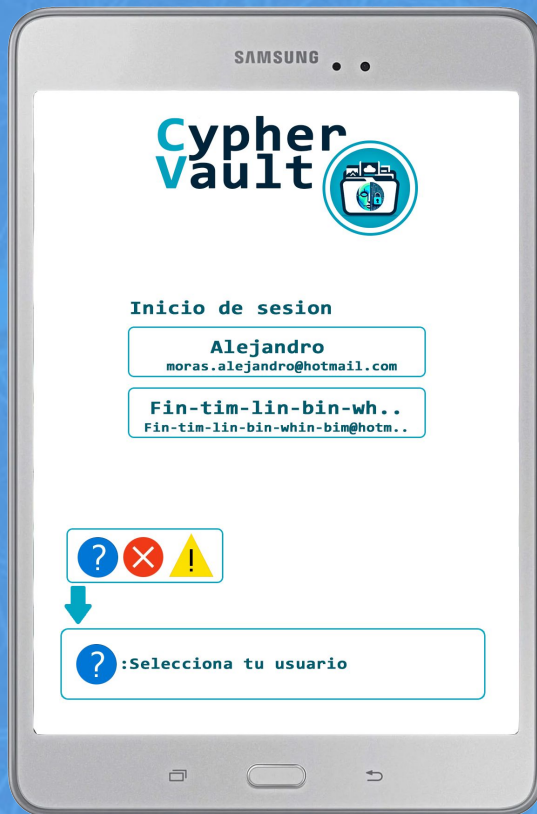 SAMSUNG
Cypher
Vault
Inicio de sesion
Alejandro
moras.alejandro@hotmail.com
Fin-tim-lin-bin-wh..
Fin-tim-lin-bin-whin-bim@hotm..
? !
?:Selecciona tu usuario